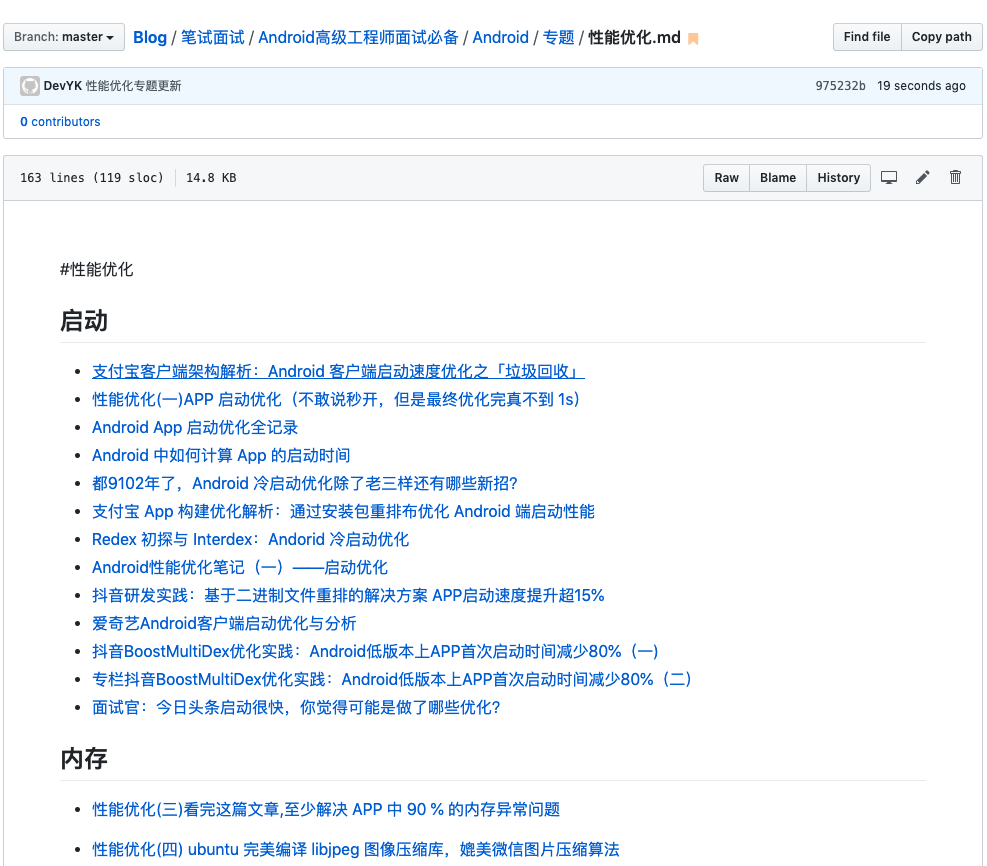 Branch: master Blog / 笔试面试 / Android高级工程师面试必备 / Android / 专题 / 性能优化.md Find file Copy path
DevYK 性能优化专题更新 975232b 19 seconds ago
0 contributors
163 lines (119 sloc) 14.8 KB Raw Blame History
#性能优化
启动
支付宝客户端架构解析：Android 客户端启动速度优化之「垃圾回收」
性能优化(一)APP 启动优化（不敢说秒开，但是最终优化完真不到 1s）
Android App 启动优化全记录
Android 中如何计算 App 的启动时间
都9102年了，Android 冷启动优化除了老三样还有哪些新招？
支付宝 App 构建优化解析：通过安装包重排布优化 Android 端启动性能
Redex 初探与 Interdex：Andorid 冷启动优化
Android性能优化笔记（一）——启动优化
抖音研发实践：基于二进制文件重排的解决方案 APP启动速度提升超15%
爱奇艺Android客户端启动优化与分析
抖音BoostMultiDex优化实践：Android低版本上APP首次启动时间减少80%（一）
专栏抖音BoostMultiDex优化实践：Android低版本上APP首次启动时间减少80%（二）
面试官：今日头条启动很快，你觉得可能是做了哪些优化？
内存
性能优化(三)看完这篇文章,至少解决 APP 中 90 % 的内存异常问题
性能优化(四) ubuntu 完美编译 libjpeg 图像压缩库，媲美微信图片压缩算法